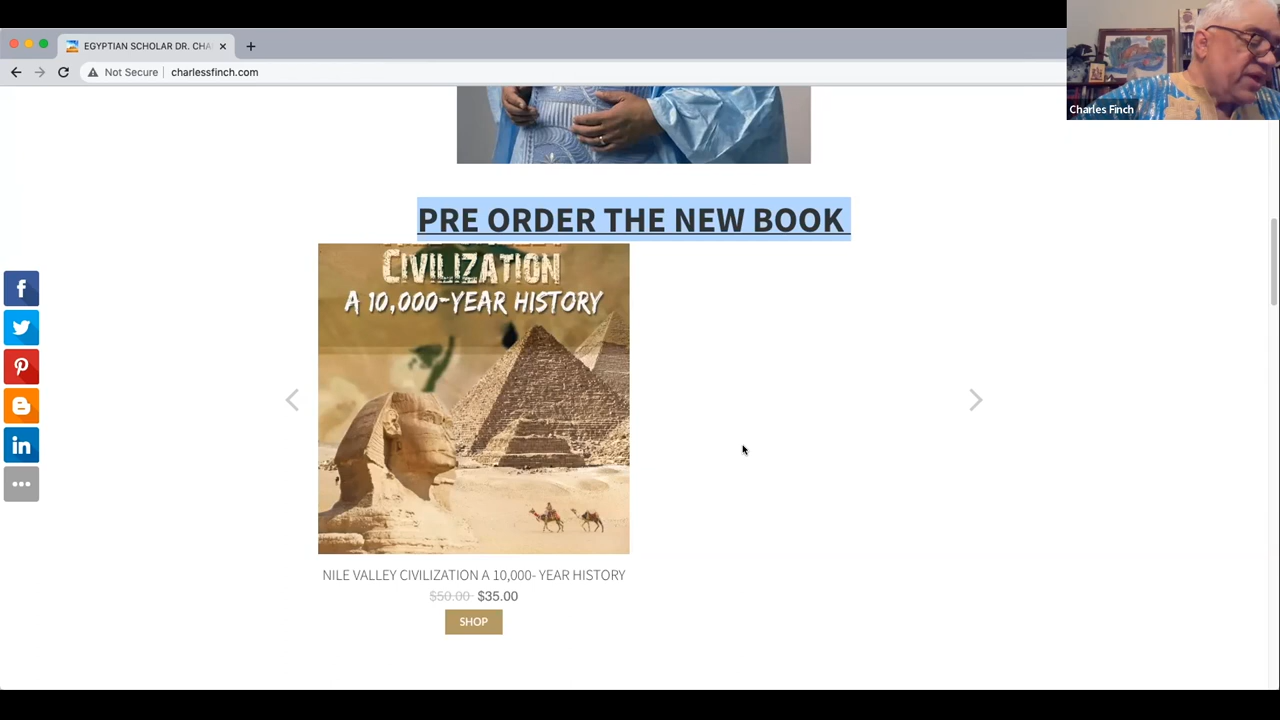 EGYPTIAN SCHOLAR DR. CHA
Not Secure
charlessfinch.com
Charles Finch
PRE ORDER THE NEW BOOK
CIVILIZATION
A 10,000-YEAR HISTORY
NILE VALLEY CIVILIZATION A 10,000- YEAR HISTORY
$50.00 $35.00
SHOP